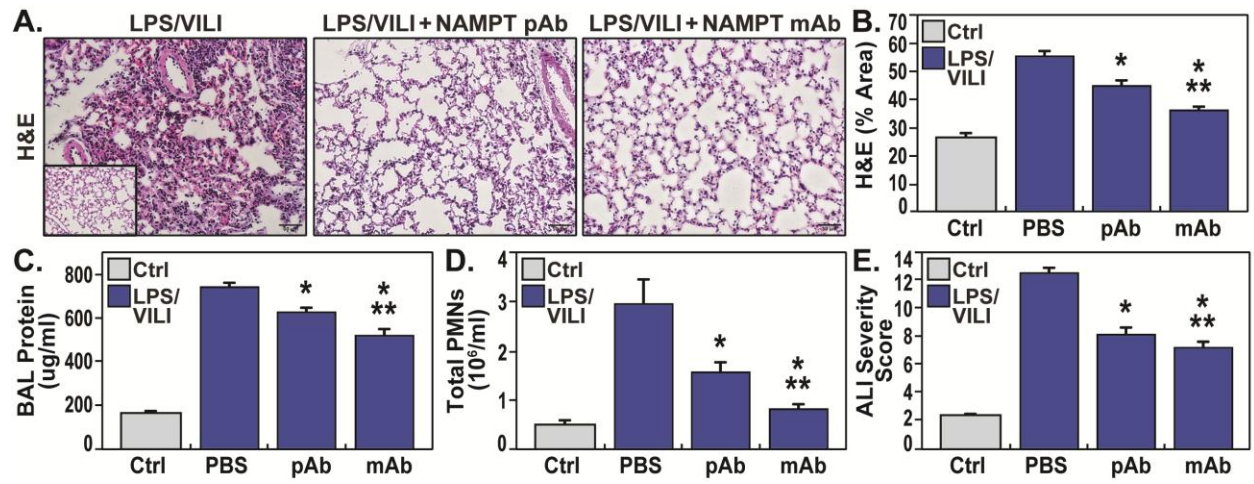 A.
LPS/VILI
LPS/VILI + NAMPT pAb
LPS/VILI + NAMPT mAb
H&E
B.
Ctrl
LPS/
VILI
H&E (% Area)
60
50
40
30
20
10
0
*
*
**
Ctrl
PBS
pAb
mAb
C.
Ctrl
LPS/
VILI
BAL Protein
(ug/ml)
800
600
400
200
0
*
*
**
Ctrl
PBS
pAb
mAb
D.
Ctrl
LPS/
VILI
Total PMNs
(10⁶/ml)
4
3
2
1
0
*
*
**
Ctrl
PBS
pAb
mAb
E.
Ctrl
LPS/
VILI
ALI Severity
Score
14
12
10
8
6
4
2
0
*
*
**
Ctrl
PBS
pAb
mAb